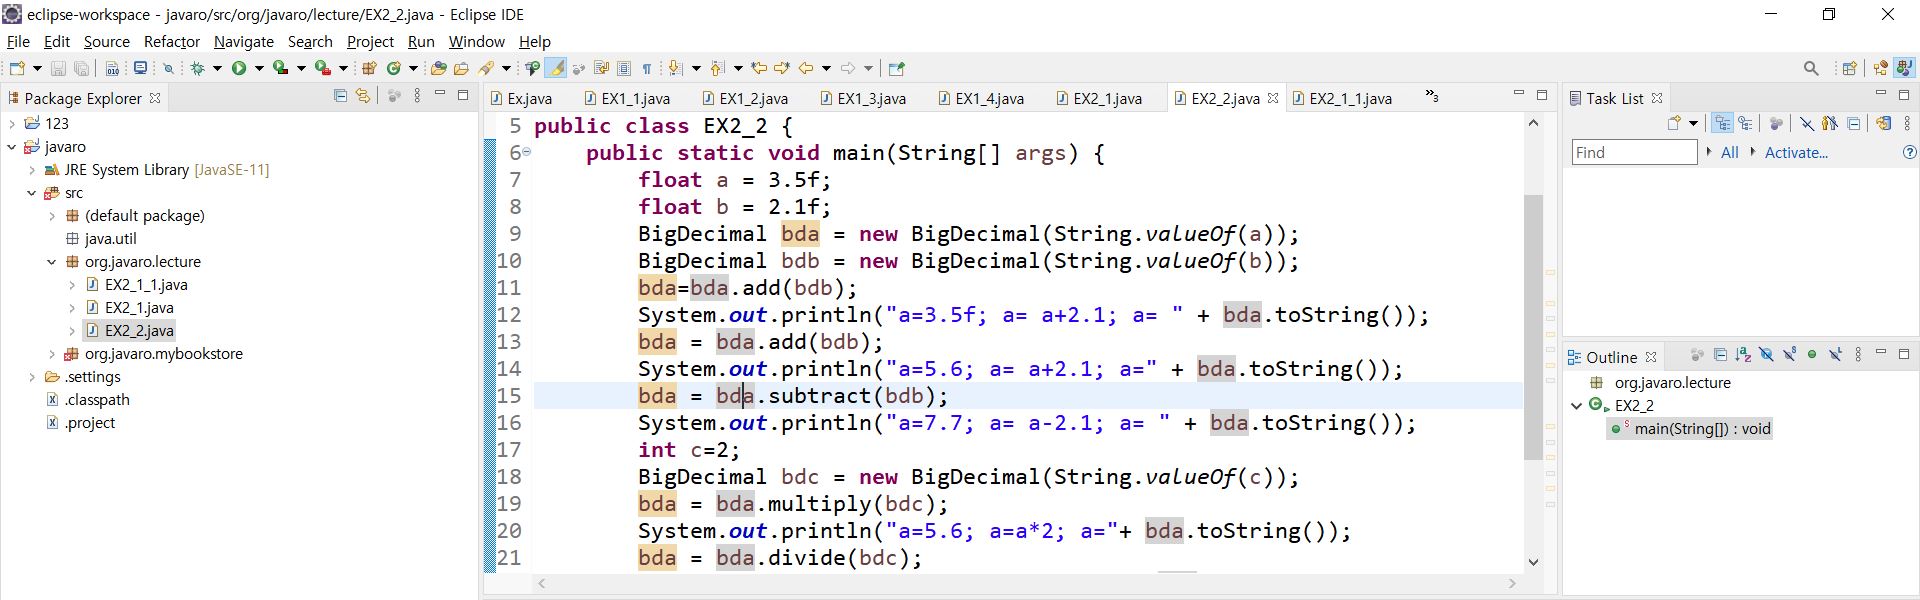 eclipse-workspace - javaro/src/org/javaro/lecture/EX2_2.java - Eclipse IDE
File Edit Source Refactor Navigate Search Project Run Window Help
Package Explorer
123
javaro
JRE System Library [JavaSE-11]
src
(default package)
java.util
org.javaro.lecture
EX2_1_1.java
EX2_1.java
EX2_2.java
org.javaro.mybookstore
.settings
.classpath
.project
Ex.java EX1_1.java EX1_2.java EX1_3.java EX1_4.java EX2_1.java EX2_2.java EX2_1_1.java »3
5 public class EX2_2 {
6 public static void main(String[] args) {
7 float a = 3.5f;
8 float b = 2.1f;
9 BigDecimal bda = new BigDecimal(String.valueOf(a));
10 BigDecimal bdb = new BigDecimal(String.valueOf(b));
11 bda=bda.add(bdb);
12 System.out.println("a=3.5f; a= a+2.1; a= " + bda.toString());
13 bda = bda.add(bdb);
14 System.out.println("a=5.6; a= a+2.1; a=" + bda.toString());
15 bda = bda.subtract(bdb);
16 System.out.println("a=7.7; a= a-2.1; a= " + bda.toString());
17 int c=2;
18 BigDecimal bdc = new BigDecimal(String.valueOf(c));
19 bda = bda.multiply(bdc);
20 System.out.println("a=5.6; a=a*2; a="+ bda.toString());
21 bda = bda.divide(bdc);
Task List
Find All Activate...
Outline
org.javaro.lecture
EX2_2
main(String[]) : void